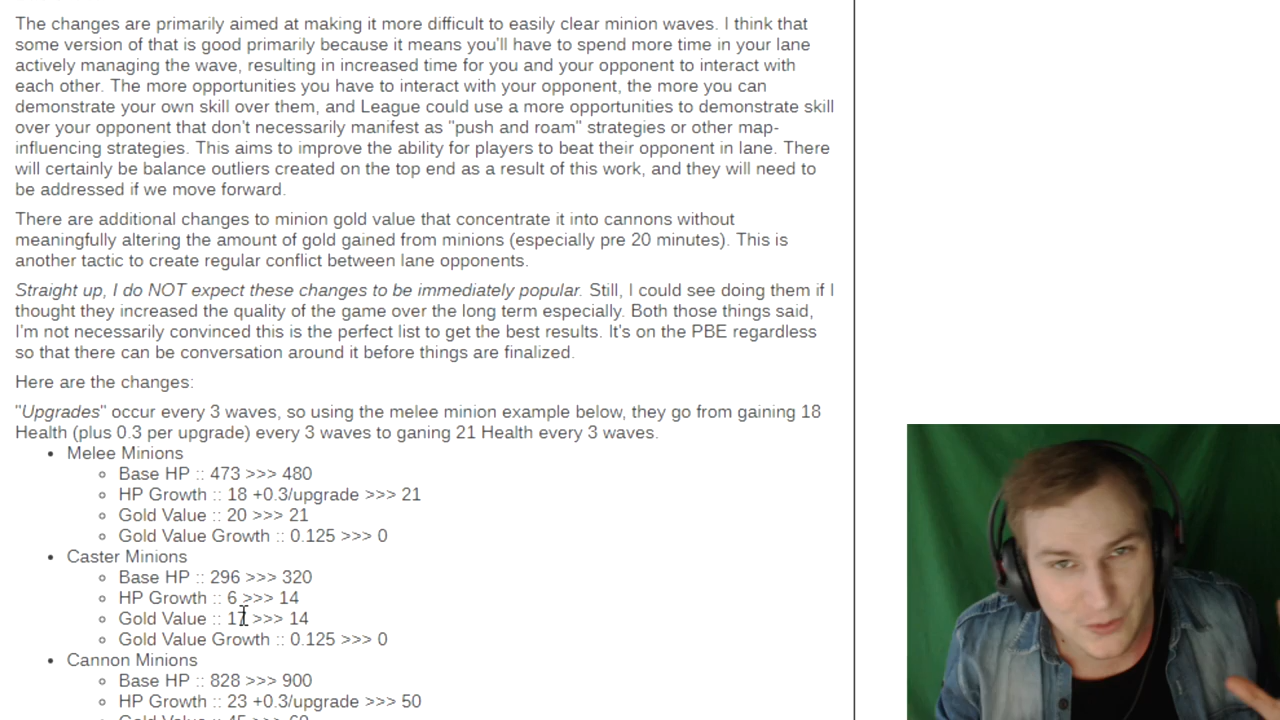 The changes are primarily aimed at making it more difficult to easily clear minion waves. I think that
some version of that is good primarily because it means you'll have to spend more time in your lane
actively managing the wave, resulting in increased time for you and your opponent to interact with
each other. The more opportunities you have to interact with your opponent, the more you can
demonstrate your own skill over them, and League could use a more opportunities to demonstrate skill
over your opponent that don't necessarily manifest as "push and roam" strategies or other map-
influencing strategies. This aims to improve the ability for players to beat their opponent in lane. There
will certainly be balance outliers created on the top end as a result of this work, and they will need to
be addressed if we move forward.
There are additional changes to minion gold value that concentrate it into cannons without
meaningfully altering the amount of gold gained from minions (especially pre 20 minutes). This is
another tactic to create regular conflict between lane opponents.
Straight up, I do NOT expect these changes to be immediately popular. Still, I could see doing them if I
thought they increased the quality of the game over the long term especially. Both those things said,
I'm not necessarily convinced this is the perfect list to get the best results. It's on the PBE regardless
so that there can be conversation around it before things are finalized.
Here are the changes:
"Upgrades" occur every 3 waves, so using the melee minion example below, they go from gaining 18
Health (plus 0.3 per upgrade) every 3 waves to ganing 21 Health every 3 waves.
• Melee Minions
◦ Base HP :: 473 >>> 480
◦ HP Growth :: 18 +0.3/upgrade >>> 21
◦ Gold Value :: 20 >>> 21
◦ Gold Value Growth :: 0.125 >>> 0
• Caster Minions
◦ Base HP :: 296 >>> 320
◦ HP Growth :: 6 >>> 14
◦ Gold Value :: >>> 14
◦ Gold Value Growth :: 0.125 >>> 0
• Cannon Minions
◦ Base HP :: 828 >>> 900
◦ HP Growth :: 23 +0.3/upgrade >>> 50